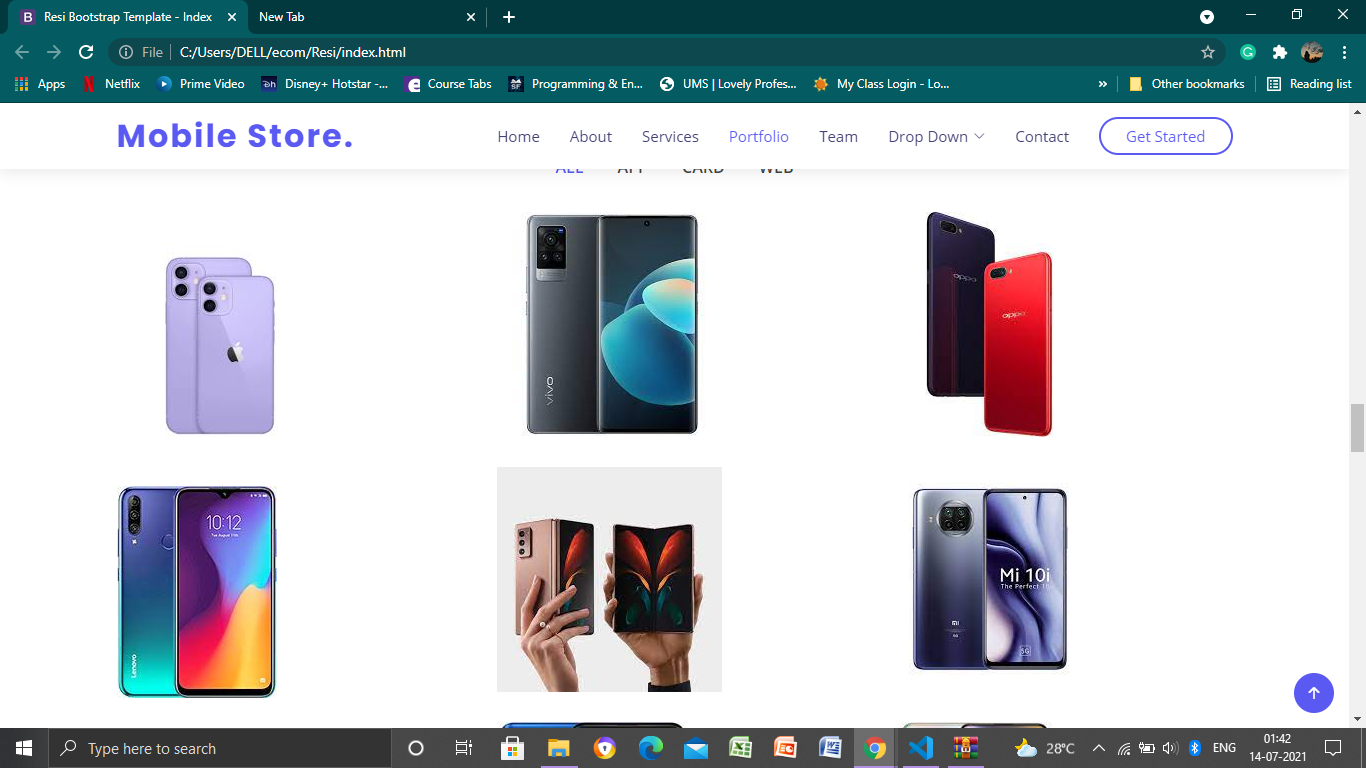 Resi Bootstrap Template - Index
New Tab
File
C:/Users/DELL/ecom/Resi/index.html
Apps
Netflix
Prime Video
Disney+ Hotstar -...
Course Tabs
Programming & En...
UMS | Lovely Profes...
My Class Login - Lo...
»
Other bookmarks
Reading list
Mobile Store.
Home
About
Services
Portfolio
Team
Drop Down
Contact
Get Started
ALL
APP
CARD
WEB
vivo
oppo
oppo
10:12
Lenovo
Mi 10i
MI
5G
Type here to search
28°C
ENG
01:42
14-07-2021